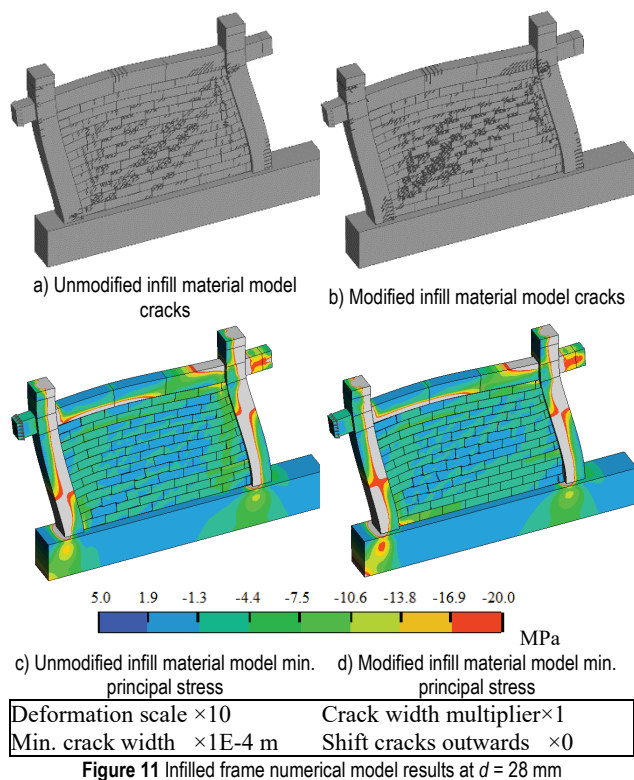 a) Unmodified infill material model
cracks
b) Modified infill material model cracks
5.0 1.9 -1.3 -4.4 -7.5 -10.6 -13.8 -16.9 -20.0
MPa
c) Unmodified infill material model min.
principal stress
d) Modified infill material model min.
principal stress
Deformation scale ×10 Crack width multiplier×1
Min. crack width ×1E-4 m Shift cracks outwards ×0
Figure 11 Infilled frame numerical model results at d = 28 mm